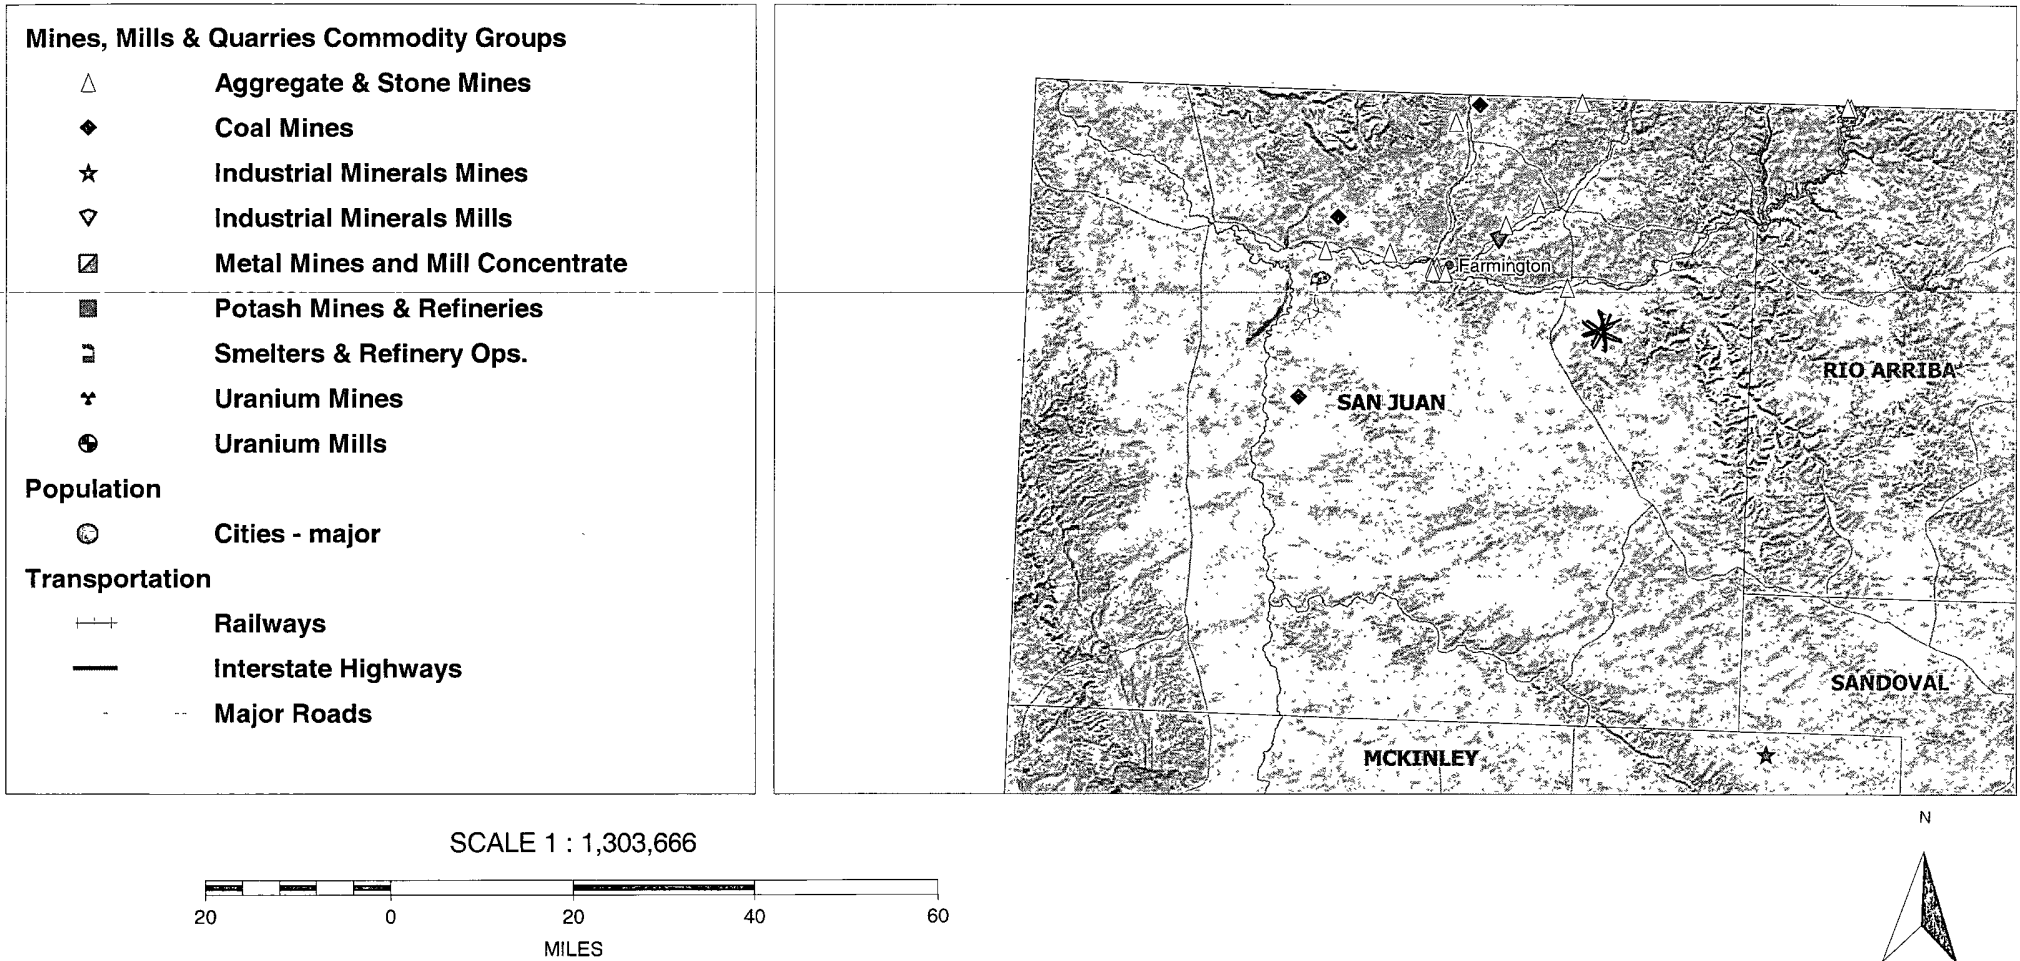 Mines, Mills & Quarries Commodity Groups
Aggregate & Stone Mines
Coal Mines
Industrial Minerals Mines
Industrial Minerals Mills
Metal Mines and Mill Concentrate
Potash Mines & Refineries
Smelters & Refinery Ops.
Uranium Mines
Uranium Mills
Population
Cities - major
Transportation
Railways
Interstate Highways
Major Roads
Farmington
RIO ARRIBA
SAN JUAN
SANDOVAL
MCKINLEY
SCALE 1 : 1,303,666
20 0 20 40 60
MILES
N